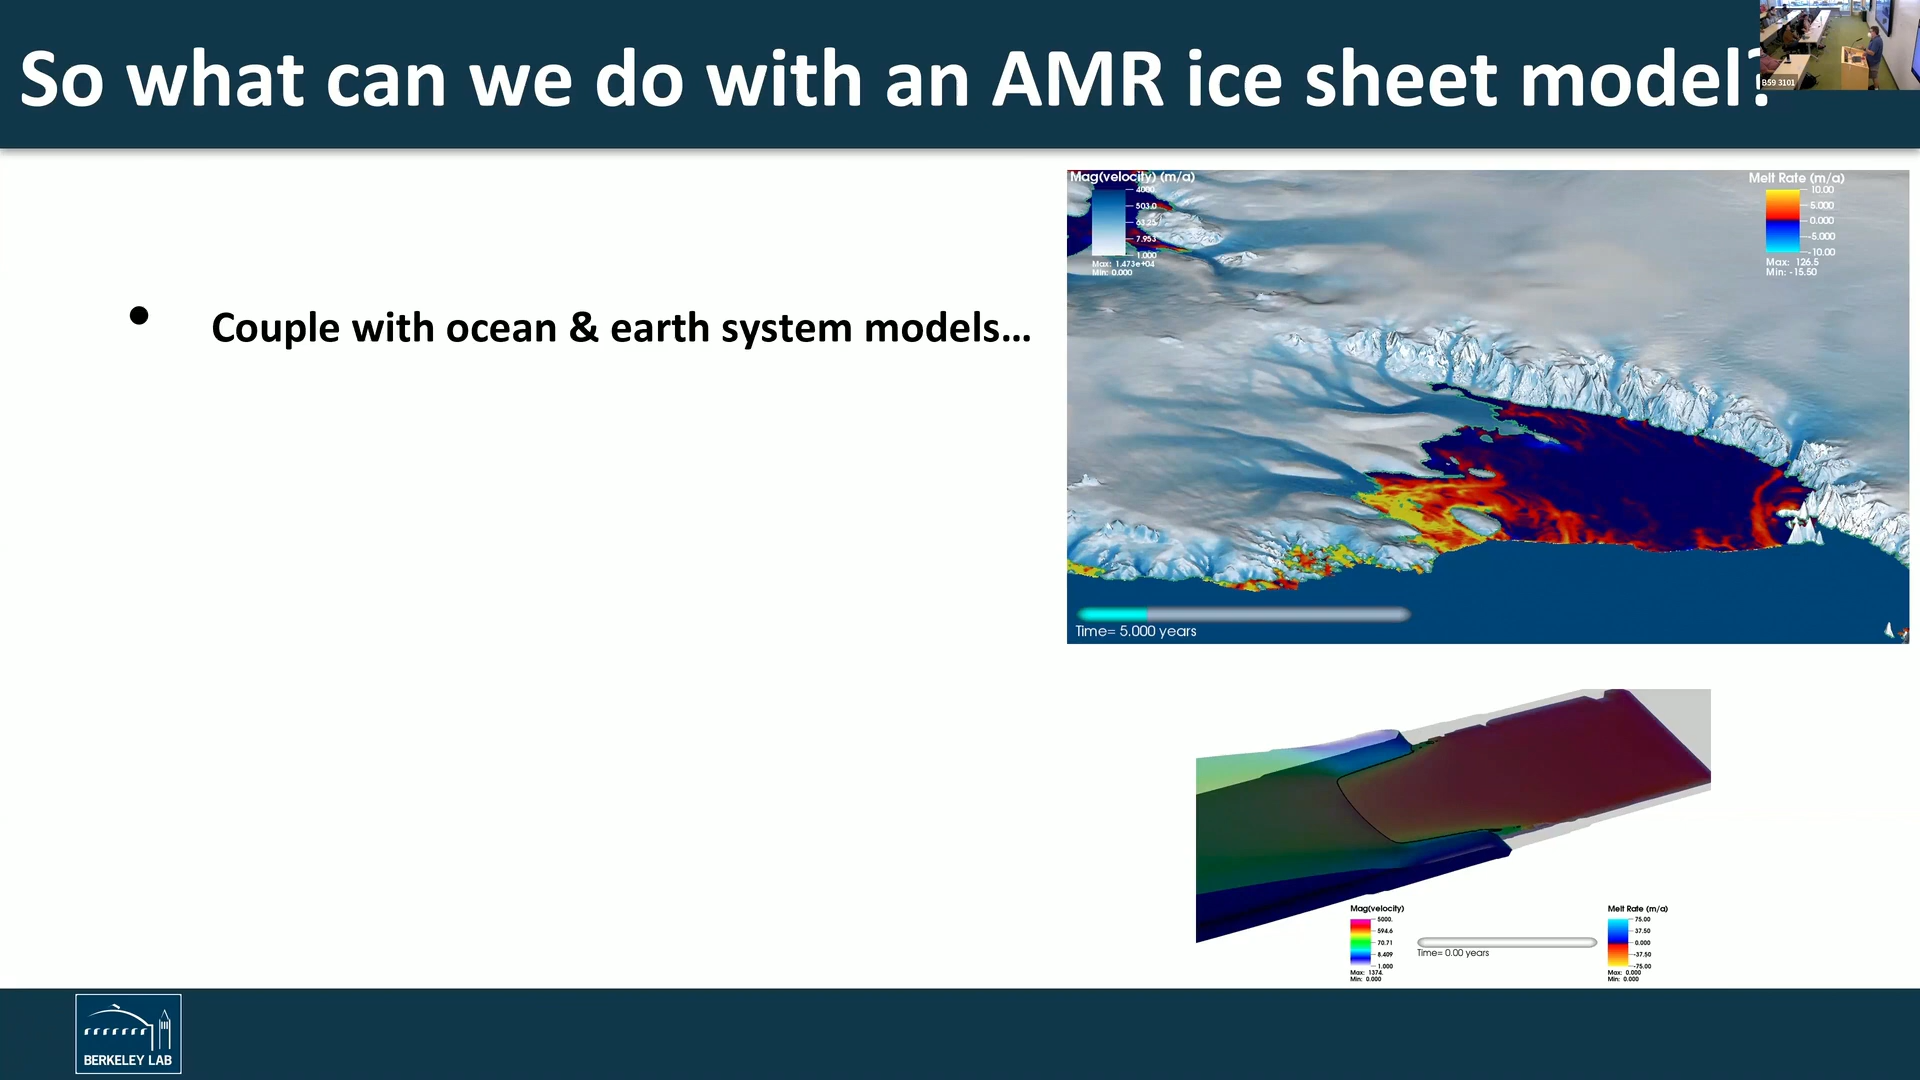 So what can we do with an AMR ice sheet model?
B59 3101
• Couple with ocean & earth system models...
Mag(velocity) (m/a)
4000.
503.0
63.25
7.953
1.000
Max: 1.473e+04
Min: 0.000
Melt Rate (m/a)
10.00
5.000
0.000
-5.000
-10.00
Max: 126.5
Min: -15.50
Time= 5.000 years
Mag(velocity)
5000.
594.6
70.71
8.409
1.000
Max: 1374.
Min: 0.000
Time= 0.00 years
Melt Rate (m/a)
75.00
37.50
0.000
-37.50
-75.00
Max: 0.000
Min: 0.000
BERKELEY LAB